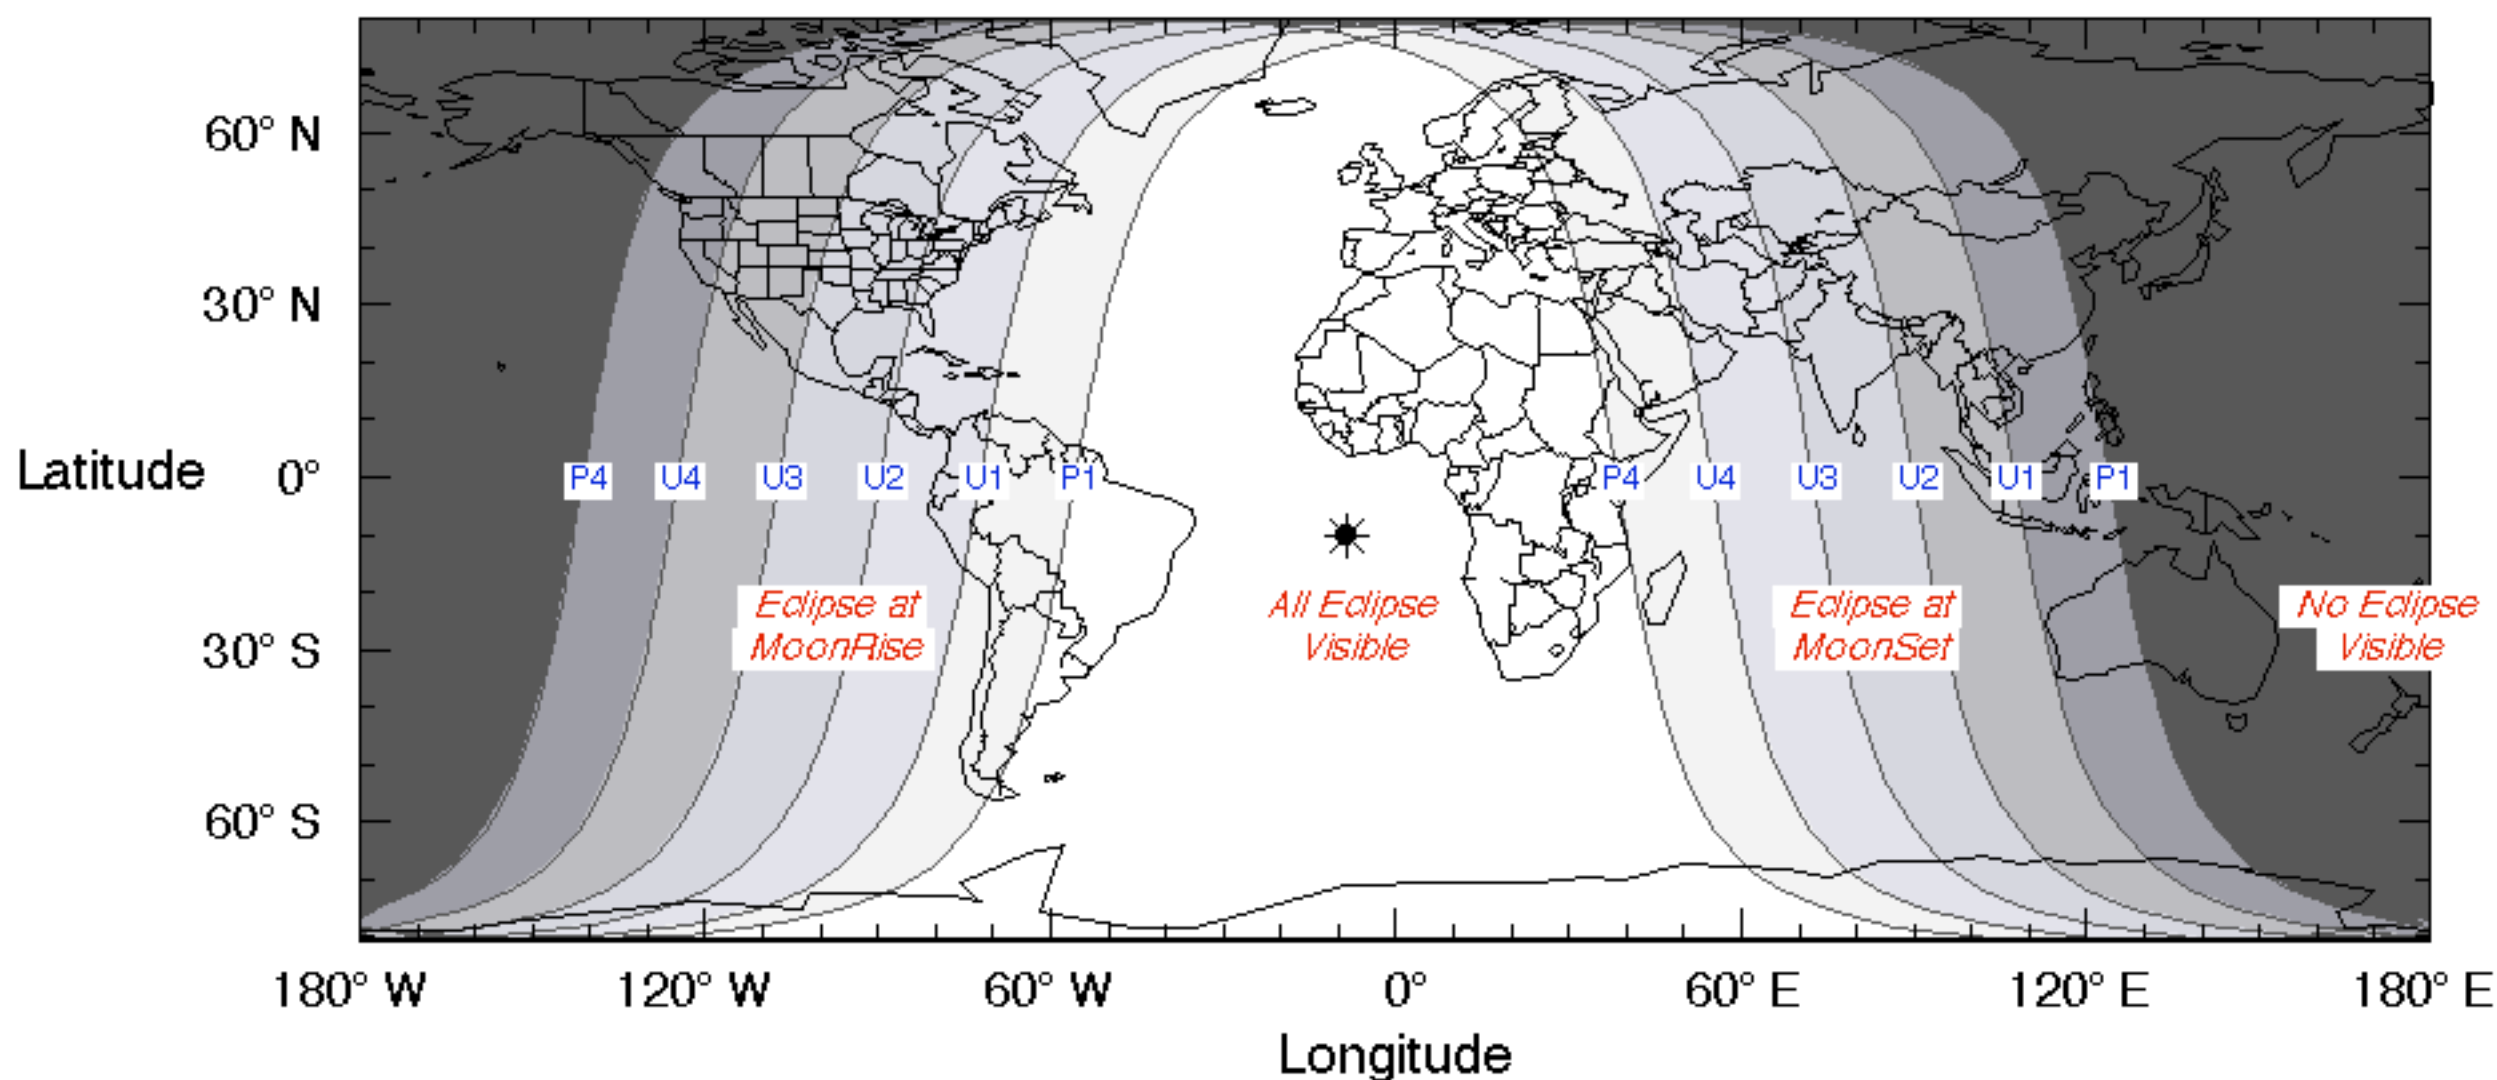 60° N
30° N
Latitude 0°
P4 U4 U3 U2 U1 P1 P4 U4 U3 U2 U1 P1
Eclipse at
MoonRise
All Eclipse
Visible
Eclipse at
MoonSet
No Eclipse
Visible
30° S
60° S
180° W 120° W 60° W 0° 60° E 120° E 180° E
Longitude